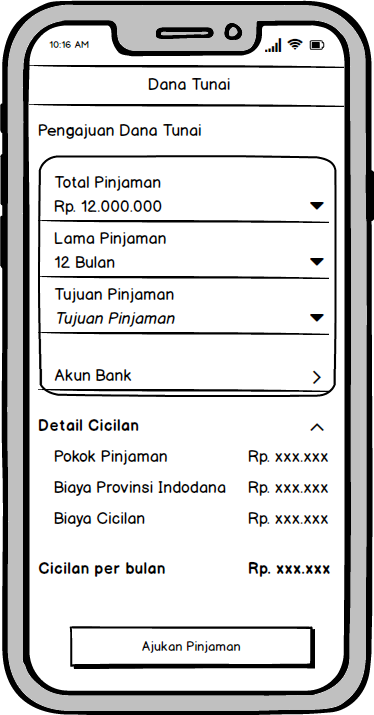 10:16 AM
Dana Tunai
Pengajuan Dana Tunai
Total Pinjaman
Rp. 12.000.000
Lama Pinjaman
12 Bulan
Tujuan Pinjaman
Tujuan Pinjaman
Akun Bank
Detail Cicilan
Pokok Pinjaman Rp. xxx.xxx
Biaya Provinsi Indodana Rp. xxx.xxx
Biaya Cicilan Rp. xxx.xxx
Cicilan per bulan Rp. xxx.xxx
Ajukan Pinjaman